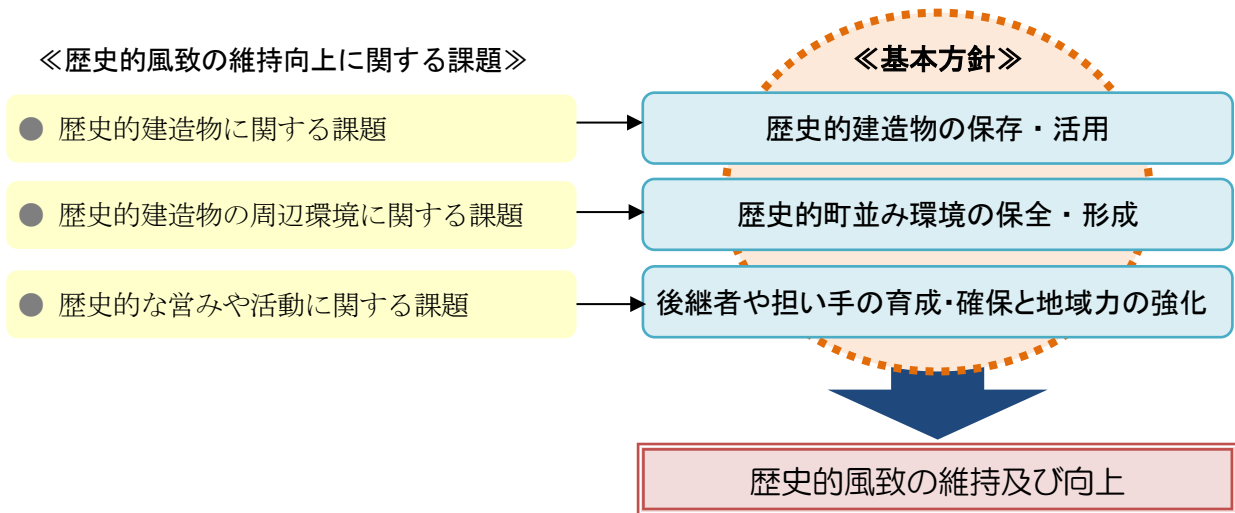 ≪歴史的風致の維持向上に関する課題≫
≪基本方針≫
● 歴史的建造物に関する課題
歴史的建造物の保存・活用
● 歴史的建造物の周辺環境に関する課題
歴史的町並み環境の保全・形成
● 歴史的な営みや活動に関する課題
後継者や担い手の育成・確保と地域力の強化
歴史的風致の維持及び向上